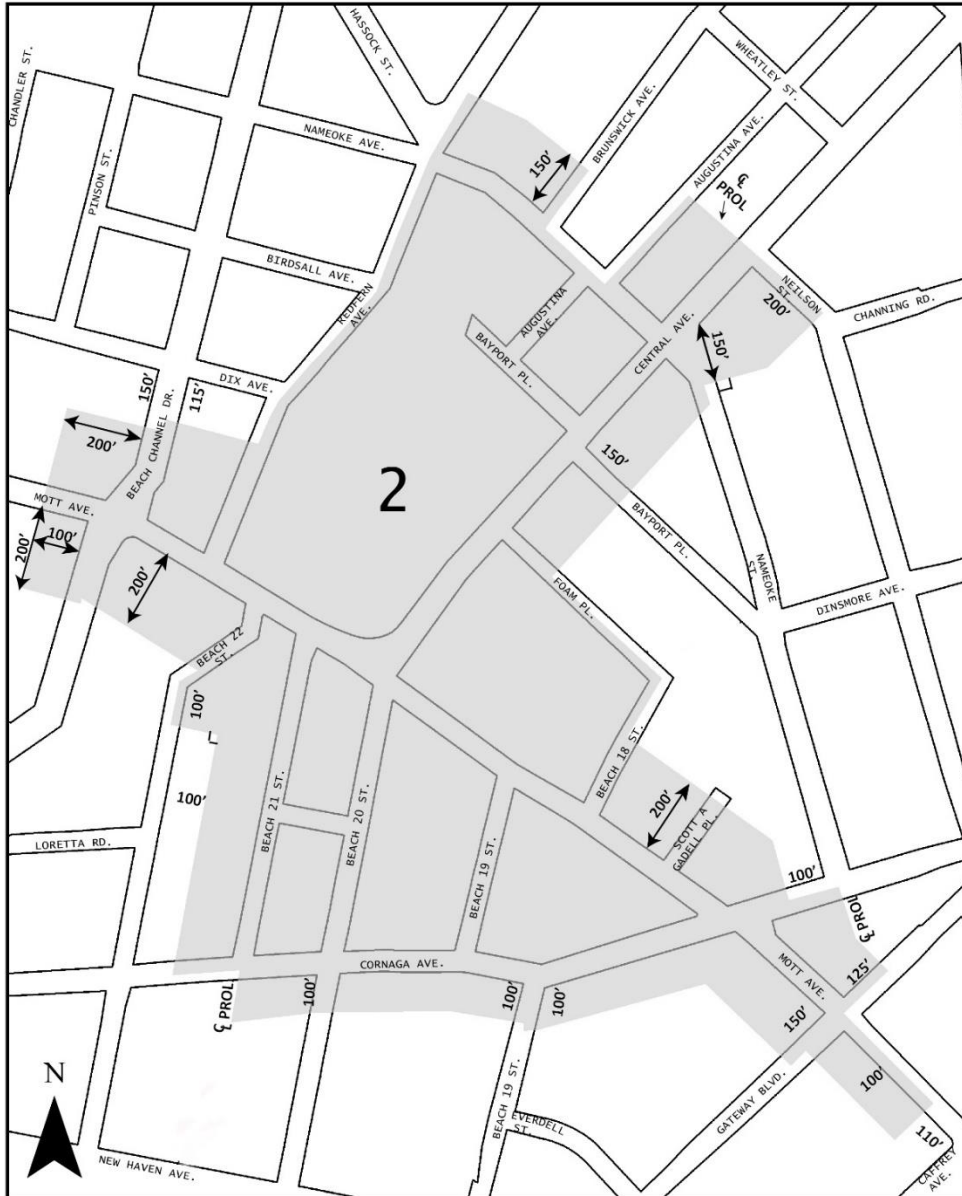 CHANDLER ST.
HASSOCK ST.
WHEATLEY ST.
NAMEOKE AVE.
BRUNSWICK AVE.
AUGUSTINA AVE.
PINSON ST.
150'
℄
PROL
BIRDSALL AVE.
REDFERN
AVE.
AUGUSTINA
AVE.
NEILSON
ST.
200'
CHANNING RD.
BAYPORT PL.
CENTRAL AVE.
150'
DIX AVE.
150'
115'
BEACH CHANNEL DR.
200'
150'
2
MOTT AVE.
200'
100'
200'
BAYPORT PL.
NAMEOKE
ST.
FOAM PL.
DINSMORE AVE.
BEACH 22
ST.
100'
BEACH 18 ST.
100'
BEACH 21 ST.
BEACH 20 ST.
200'
SCOTT A
GADELL PL.
LORETTA RD.
BEACH 19 ST.
100'
℄ PROL
CORNAGA AVE.
MOTT AVE.
125'
℄ PROL
100'
100'
100'
150'
N
BEACH 19 ST.
EVERDELL
ST.
GATEWAY BLVD.
100'
110'
CAFFREY
AVE.
NEW HAVEN AVE.